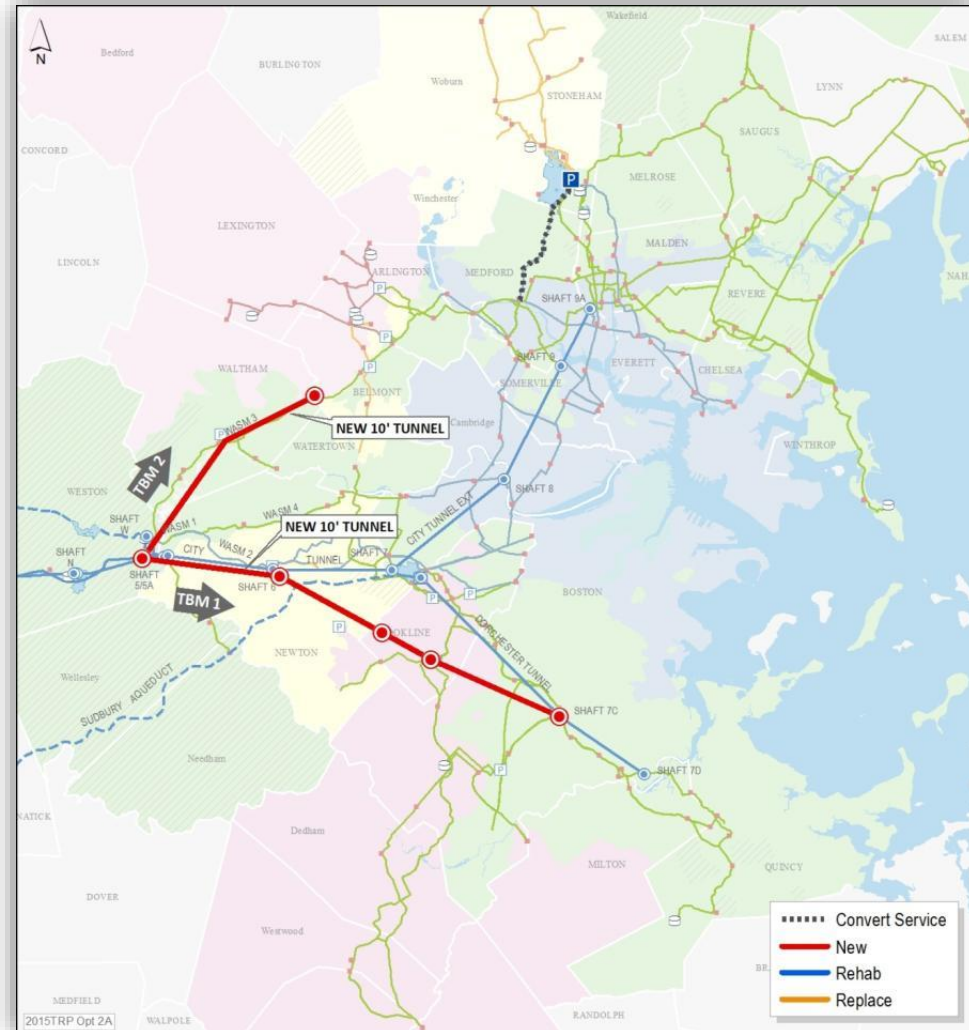 N
Bedford
BURLINGTON
Wakefield
SALEM
Woburn
STONEHAM
LYNN
CONCORD
SAUGUS
P
MELROSE
Winchester
LEXINGTON
MALDEN
LINCOLN
ARLINGTON
MEDFORD
NAH
P
REVERE
SHAFT 9A
P
P
SHAFT 9
EVERETT
CHELSEA
WALTHAM
P
BELMONT
SOMERVILLE
WINTHROP
Cambridge
WASM 3
NEW 10' TUNNEL
P
WATERTOWN
TBM 2
WESTON
SHAFT 8
SHAFT
W
WASM 1
WASM 4
CITY TUNNEL EXT
NEW 10' TUNNEL
SHAFT
N
CITY
WASM 2
TUNNEL
SHAFT 7
SHAFT
5/5A
SHAFT 6
BOSTON
TBM 1
P
P
P
OKLINE
DORCHESTER TUNNEL
NEWTON
Wellesley
SUDBURY AQUEDUCT
SHAFT 7C
Needham
P
SHAFT 7D
NATICK
Dedham
MILTON
QUINCY
DOVER
Westwood
Convert Service
New
Rehab
Replace
BRA
MEDFIELD
WALPOLE
RANDOLPH
2015TRP Opt 2A